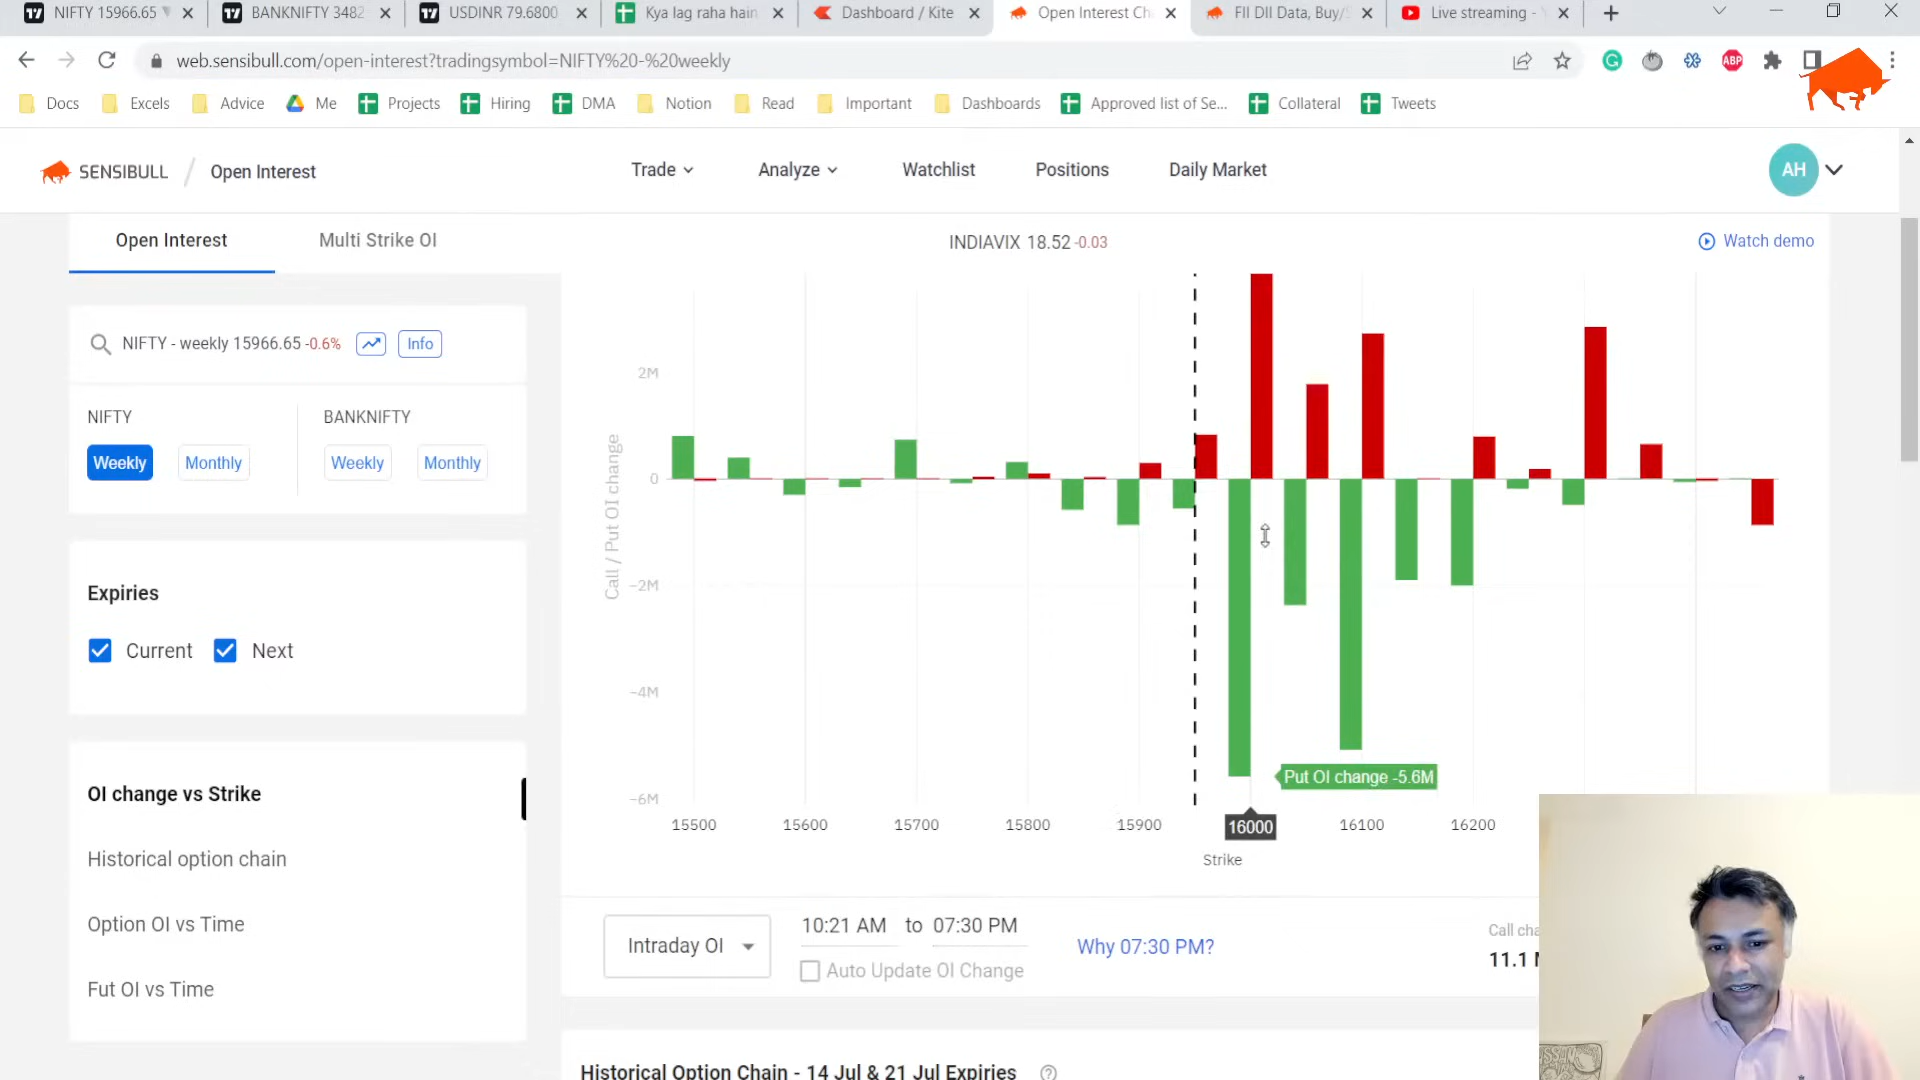 NIFTY 15966.65
BANKNIFTY 3482
USDINR 79.6800
Kya lag raha hain
Dashboard / Kite
Open Interest Ch
FII DII Data, Buy/S
Live streaming -
web.sensibull.com/open-interest?tradingsymbol=NIFTY%20-%20weekly
ABP
Docs
Excels
Advice
Me
Projects
Hiring
DMA
Notion
Read
Important
Dashboards
Approved list of Se...
Collateral
Tweets
SENSIBULL / Open Interest
Trade
Analyze
Watchlist
Positions
Daily Market
AH
Open Interest
Multi Strike OI
INDIAVIX 18.52 -0.03
Watch demo
NIFTY - weekly 15966.65 -0.6%
Info
NIFTY
BANKNIFTY
Weekly
Monthly
Weekly
Monthly
Expiries
Current
Next
OI change vs Strike
Historical option chain
Option OI vs Time
Fut OI vs Time
Call / Put OI change
2M
0
−2M
−4M
−6M
Put OI change -5.6M
15500
15600
15700
15800
15900
16000
16100
16200
Strike
Intraday OI
10:21 AM to 07:30 PM
Auto Update OI Change
Why 07:30 PM?
Call cha
11.1
Historical Option Chain - 14 Jul & 21 Jul Expiries